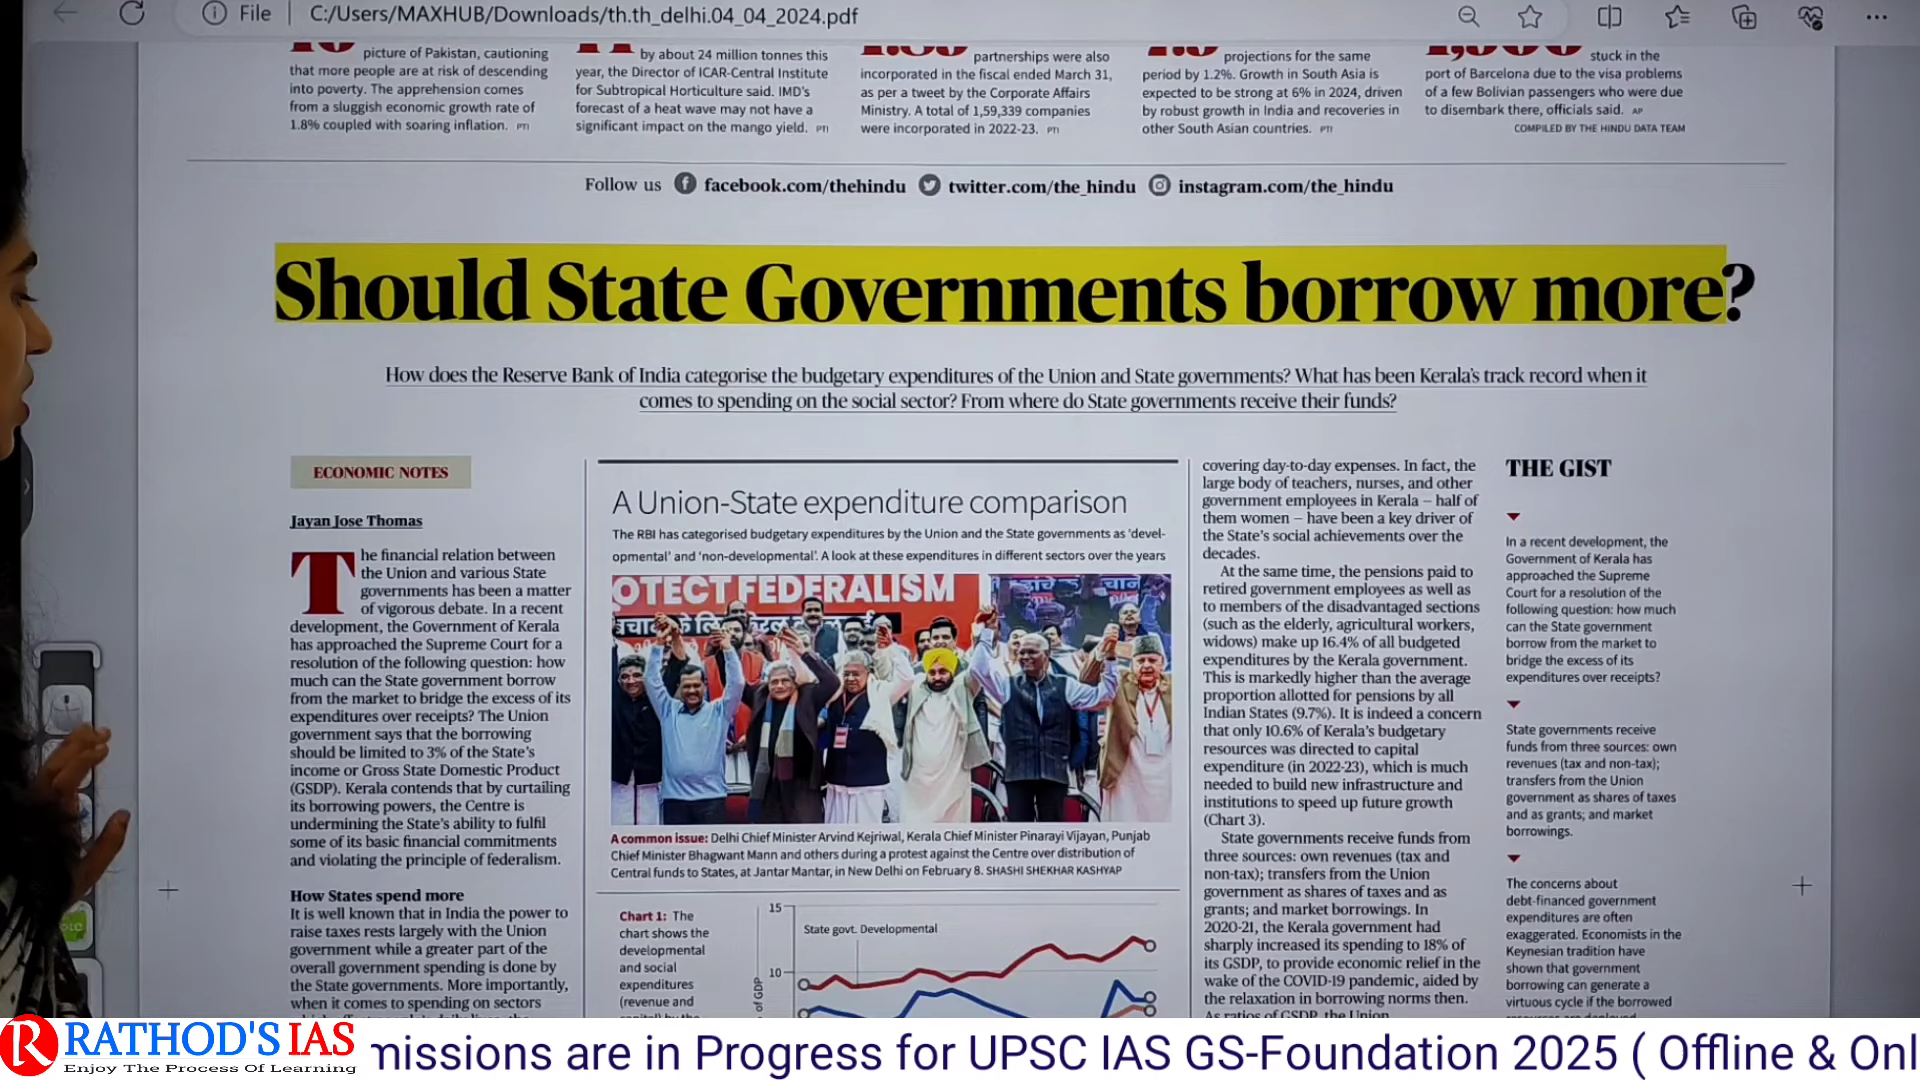 File
C:/Users/MAXHUB/Downloads/th.th_delhi.04_04_2024.pdf
picture of Pakistan, cautioning
that more people are at risk of descending
into poverty. The apprehension comes
from a sluggish economic growth rate of
1.8% coupled with soaring inflation. PTI
by about 24 million tonnes this
year, the Director of ICAR-Central Institute
for Subtropical Horticulture said. IMD's
forecast of a heat wave may not have a
significant impact on the mango yield. PTI
partnerships were also
incorporated in the fiscal ended March 31,
as per a tweet by the Corporate Affairs
Ministry. A total of 1,59,339 companies
were incorporated in 2022-23. PTI
projections for the same
period by 1.2%. Growth in South Asia is
expected to be strong at 6% in 2024, driven
by robust growth in India and recoveries in
other South Asian countries. PTI
stuck in the
port of Barcelona due to the visa problems
of a few Bolivian passengers who were due
to disembark there, officials said. AP
COMPILED BY THE HINDU DATA TEAM
Follow us facebook.com/thehindu twitter.com/the_hindu instagram.com/the_hindu
Should State Governments borrow more?
How does the Reserve Bank of India categorise the budgetary expenditures of the Union and State governments? What has been Kerala's track record when it
comes to spending on the social sector? From where do State governments receive their funds?
ECONOMIC NOTES
Jayan Jose Thomas
The financial relation between
the Union and various State
governments has been a matter
of vigorous debate. In a recent
development, the Government of Kerala
has approached the Supreme Court for a
resolution of the following question: how
much can the State government borrow
from the market to bridge the excess of its
expenditures over receipts? The Union
government says that the borrowing
should be limited to 3% of the State's
income or Gross State Domestic Product
(GSDP). Kerala contends that by curtailing
its borrowing powers, the Centre is
undermining the State's ability to fulfil
some of its basic financial commitments
and violating the principle of federalism.
How States spend more
It is well known that in India the power to
raise taxes rests largely with the Union
government while a greater part of the
overall government spending is done by
the State governments. More importantly,
when it comes to spending on sectors
A Union-State expenditure comparison
The RBI has categorised budgetary expenditures by the Union and the State governments as 'devel-
opmental' and 'non-developmental'. A look at these expenditures in different sectors over the years
OTECT FEDERALISM
A common issue: Delhi Chief Minister Arvind Kejriwal, Kerala Chief Minister Pinarayi Vijayan, Punjab
Chief Minister Bhagwant Mann and others during a protest against the Centre over distribution of
Central funds to States, at Jantar Mantar, in New Delhi on February 8. SHASHI SHEKHAR KASHYAP
Chart 1: The
chart shows the
developmental
and social
expenditures
(revenue and
15
State govt. Developmental
10
of GDP
covering day-to-day expenses. In fact, the
large body of teachers, nurses, and other
government employees in Kerala – half of
them women – have been a key driver of
the State's social achievements over the
decades.
At the same time, the pensions paid to
retired government employees as well as
to members of the disadvantaged sections
(such as the elderly, agricultural workers,
widows) make up 16.4% of all budgeted
expenditures by the Kerala government.
This is markedly higher than the average
proportion allotted for pensions by all
Indian States (9.7%). It is indeed a concern
that only 10.6% of Kerala's budgetary
resources was directed to capital
expenditure (in 2022-23), which is much
needed to build new infrastructure and
institutions to speed up future growth
(Chart 3).
State governments receive funds from
three sources: own revenues (tax and
non-tax); transfers from the Union
government as shares of taxes and as
grants; and market borrowings. In
2020-21, the Kerala government had
sharply increased its spending to 18% of
its GSDP, to provide economic relief in the
wake of the COVID-19 pandemic, aided by
the relaxation in borrowing norms then.
As ratios of GSDP, the Union
THE GIST
In a recent development, the
Government of Kerala has
approached the Supreme
Court for a resolution of the
following question: how much
can the State government
borrow from the market to
bridge the excess of its
expenditures over receipts?
State governments receive
funds from three sources: own
revenues (tax and non-tax);
transfers from the Union
government as shares of taxes
and as grants; and market
borrowings.
The concerns about
debt-financed government
expenditures are often
exaggerated. Economists in the
Keynesian tradition have
shown that government
borrowing can generate a
virtuous cycle if the borrowed
RATHOD'S IAS
Enjoy The Process Of Learning
missions are in Progress for UPSC IAS GS-Foundation 2025 ( Offline & Onl